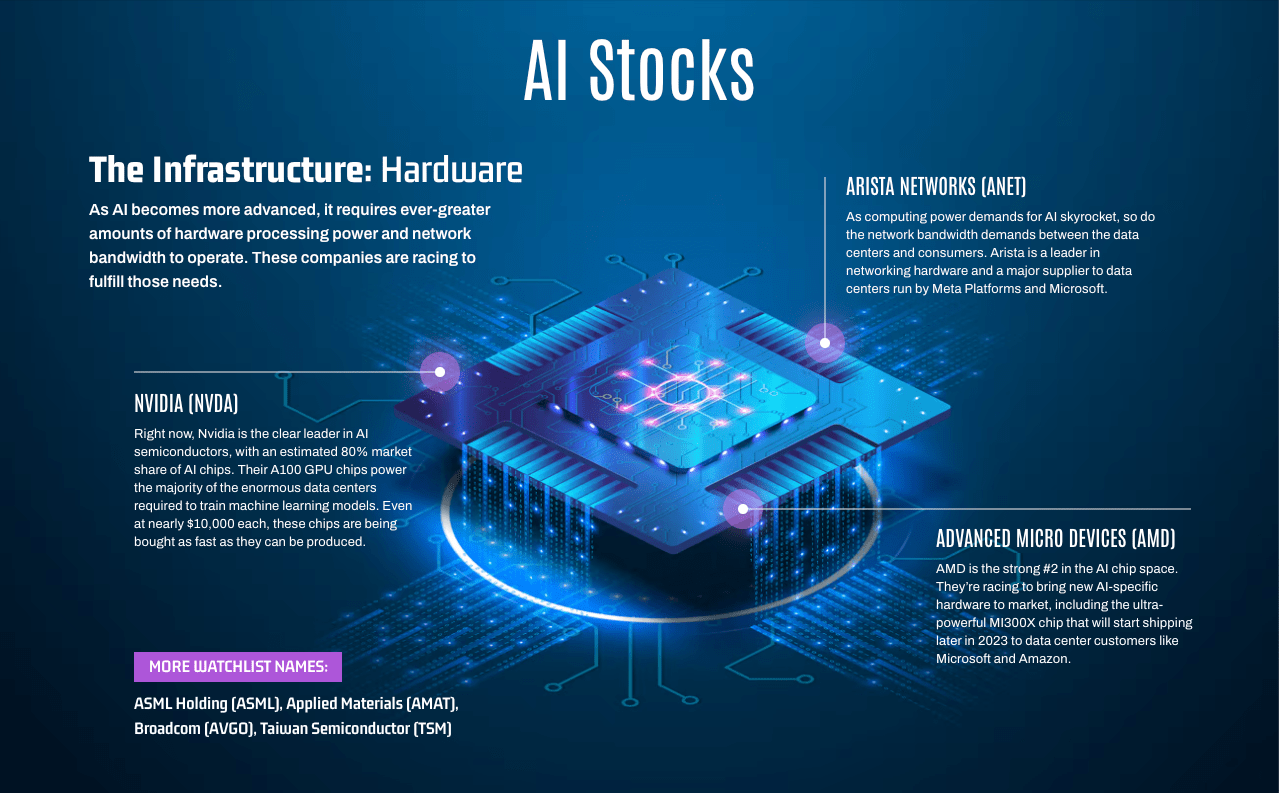 AI Stocks
The Infrastructure: Hardware
As AI becomes more advanced, it requires ever-greater
amounts of hardware processing power and network
bandwidth to operate. These companies are racing to
fulfill those needs.
ARISTA NETWORKS (ANET)
As computing power demands for AI skyrocket, so do
the network bandwidth demands between the data
centers and consumers. Arista is a leader in
networking hardware and a major supplier to data
centers run by Meta Platforms and Microsoft.
NVIDIA (NVDA)
Right now, Nvidia is the clear leader in AI
semiconductors, with an estimated 80% market
share of AI chips. Their A100 GPU chips power
the majority of the enormous data centers
required to train machine learning models. Even
at nearly $10,000 each, these chips are being
bought as fast as they can be produced.
ADVANCED MICRO DEVICES (AMD)
AMD is the strong #2 in the AI chip space.
They're racing to bring new AI-specific
hardware to market, including the ultra-
powerful MI300X chip that will start shipping
later in 2023 to data center customers like
Microsoft and Amazon.
MORE WATCHLIST NAMES:
ASML Holding (ASML), Applied Materials (AMAT),
Broadcom (AVGO), Taiwan Semiconductor (TSM)